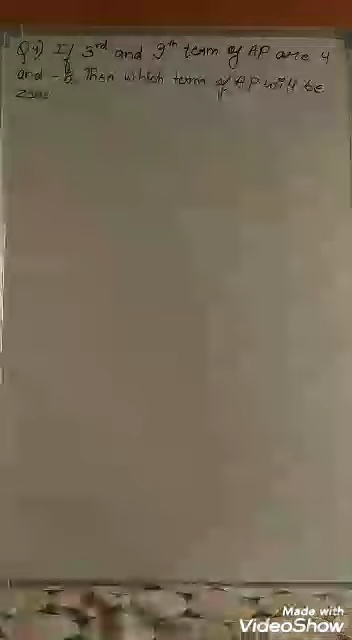 Q 4) If 3rd and 9th term of AP are 4
and -8. Then which term of AP will be
zero
Made with
VideoShow